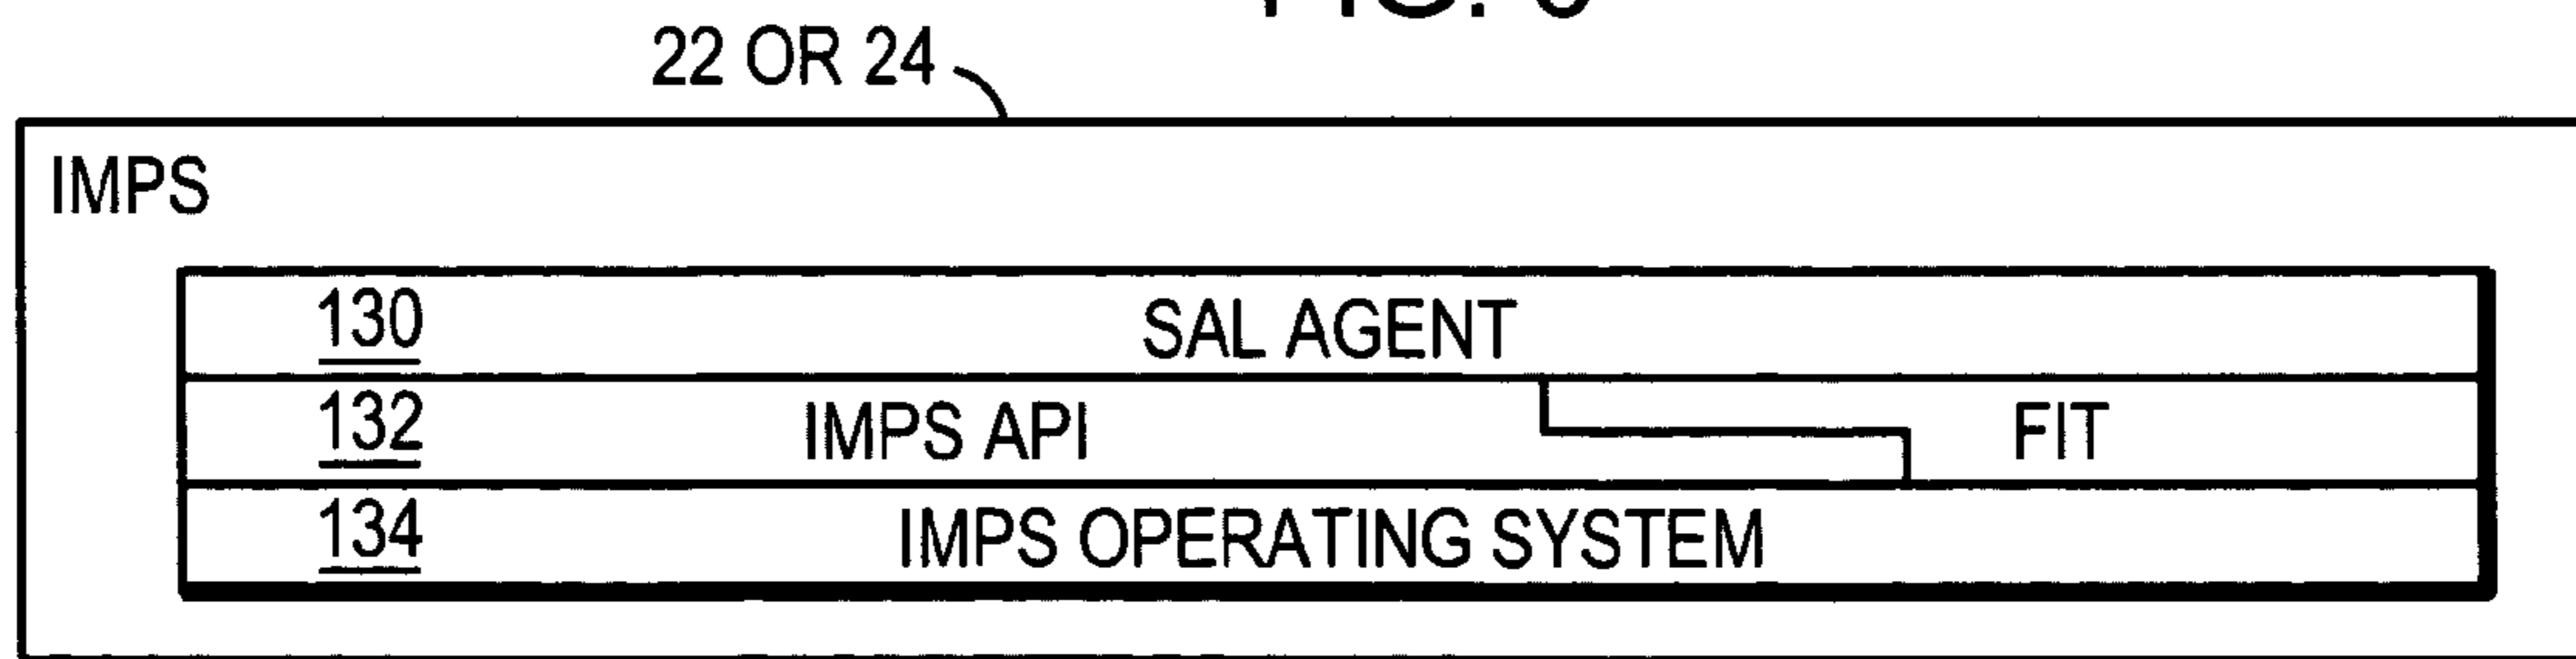 22 OR 24
IMPS
130 SAL AGENT
132 IMPS API FIT
134 IMPS OPERATING SYSTEM